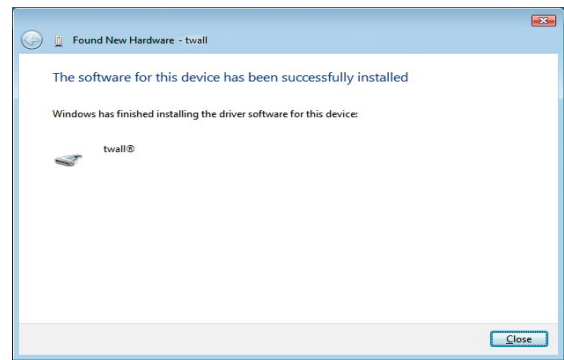 Found New Hardware - twall
The software for this device has been successfully installed
Windows has finished installing the driver software for this device:
twall®
Close